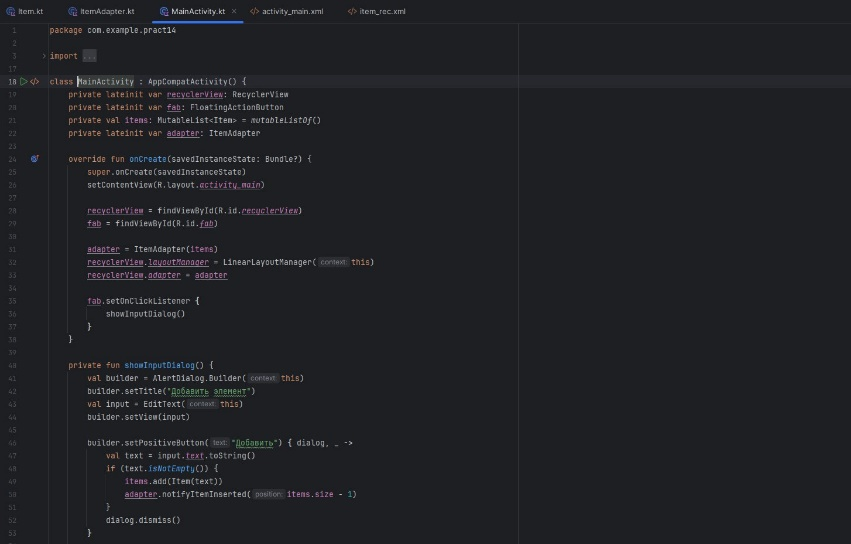 Item.kt ItemAdapter.kt MainActivity.kt × activity_main.xml item_rec.xml
1 package com.example.pract14
2
3 import ...
17
18 class MainActivity : AppCompatActivity() {
19 private lateinit var recyclerView: RecyclerView
20 private lateinit var fab: FloatingActionButton
21 private val items: MutableList<Item> = mutableListOf()
22 private lateinit var adapter: ItemAdapter
23
24 override fun onCreate(savedInstanceState: Bundle?) {
25 super.onCreate(savedInstanceState)
26 setContentView(R.layout.activity_main)
27
28 recyclerView = findViewById(R.id.recyclerView)
29 fab = findViewById(R.id.fab)
30
31 adapter = ItemAdapter(items)
32 recyclerView.layoutManager = LinearLayoutManager( context: this)
33 recyclerView.adapter = adapter
34
35 fab.setOnClickListener {
36 showInputDialog()
37 }
38 }
39
40 private fun showInputDialog() {
41 val builder = AlertDialog.Builder( context: this)
42 builder.setTitle("Добавить элемент")
43 val input = EditText( context: this)
44 builder.setView(input)
45
46 builder.setPositiveButton( text: "Добавить") { dialog, _ ->
47 val text = input.text.toString()
48 if (text.isNotEmpty()) {
49 items.add(Item(text))
50 adapter.notifyItemInserted( position: items.size - 1)
51 }
52 dialog.dismiss()
53 }